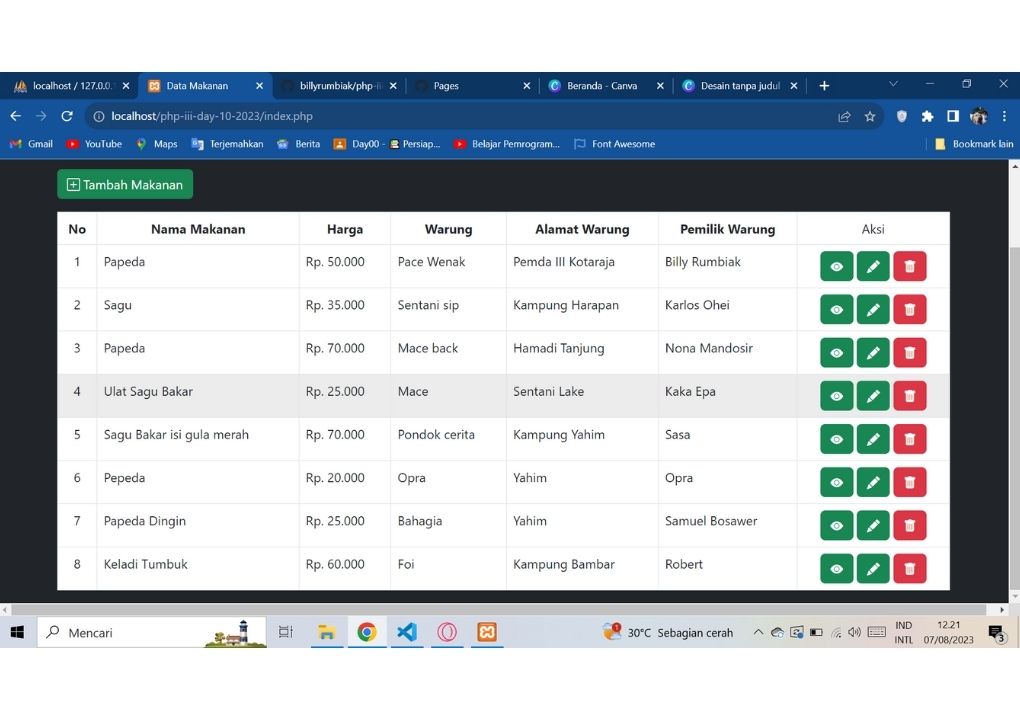 localhost / 127.0.0.1 Data Makanan billyrumbiak/php-iii Pages Beranda - Canva Desain tanpa judul
localhost/php-iii-day-10-2023/index.php
Gmail YouTube Maps Terjemahkan Berita Day00 - Persiap... Belajar Pemrogram... Font Awesome Bookmark lain
Tambah Makanan
No Nama Makanan Harga Warung Alamat Warung Pemilik Warung Aksi
1 Papeda Rp. 50.000 Pace Wenak Pemda III Kotaraja Billy Rumbiak
2 Sagu Rp. 35.000 Sentani sip Kampung Harapan Karlos Ohei
3 Papeda Rp. 70.000 Mace back Hamadi Tanjung Nona Mandosir
4 Ulat Sagu Bakar Rp. 25.000 Mace Sentani Lake Kaka Epa
5 Sagu Bakar isi gula merah Rp. 70.000 Pondok cerita Kampung Yahim Sasa
6 Pepeda Rp. 20.000 Opra Yahim Opra
7 Papeda Dingin Rp. 25.000 Bahagia Yahim Samuel Bosawer
8 Keladi Tumbuk Rp. 60.000 Foi Kampung Bambar Robert
Mencari 30°C Sebagian cerah IND 12.21
INTL 07/08/2023 3